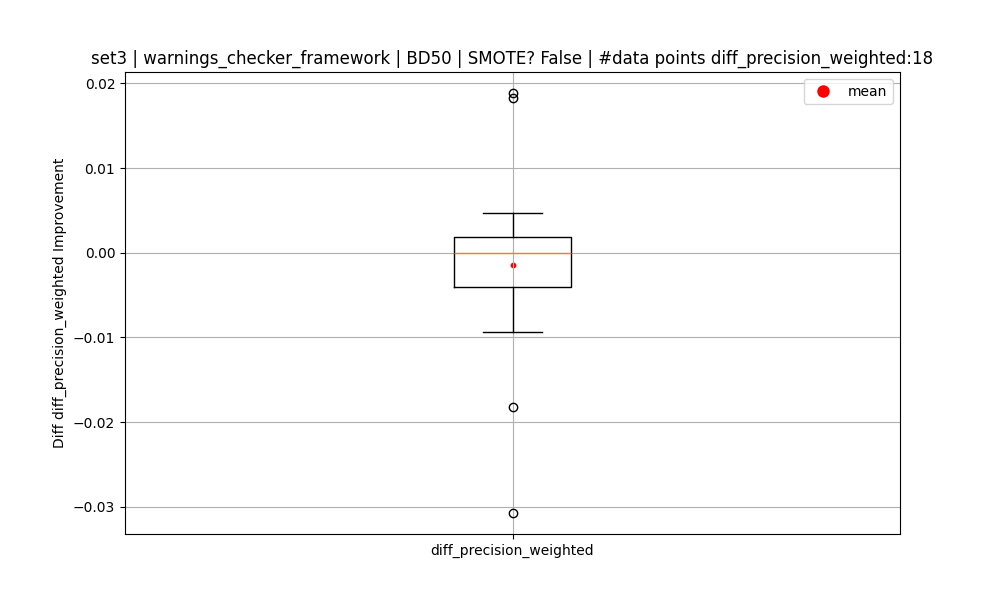 set3 | warnings_checker_framework | BD50 | SMOTE? False | #data points diff_precision_weighted:18
mean
0.02
0.01
0.00
−0.01
−0.02
−0.03
Diff diff_precision_weighted Improvement
diff_precision_weighted